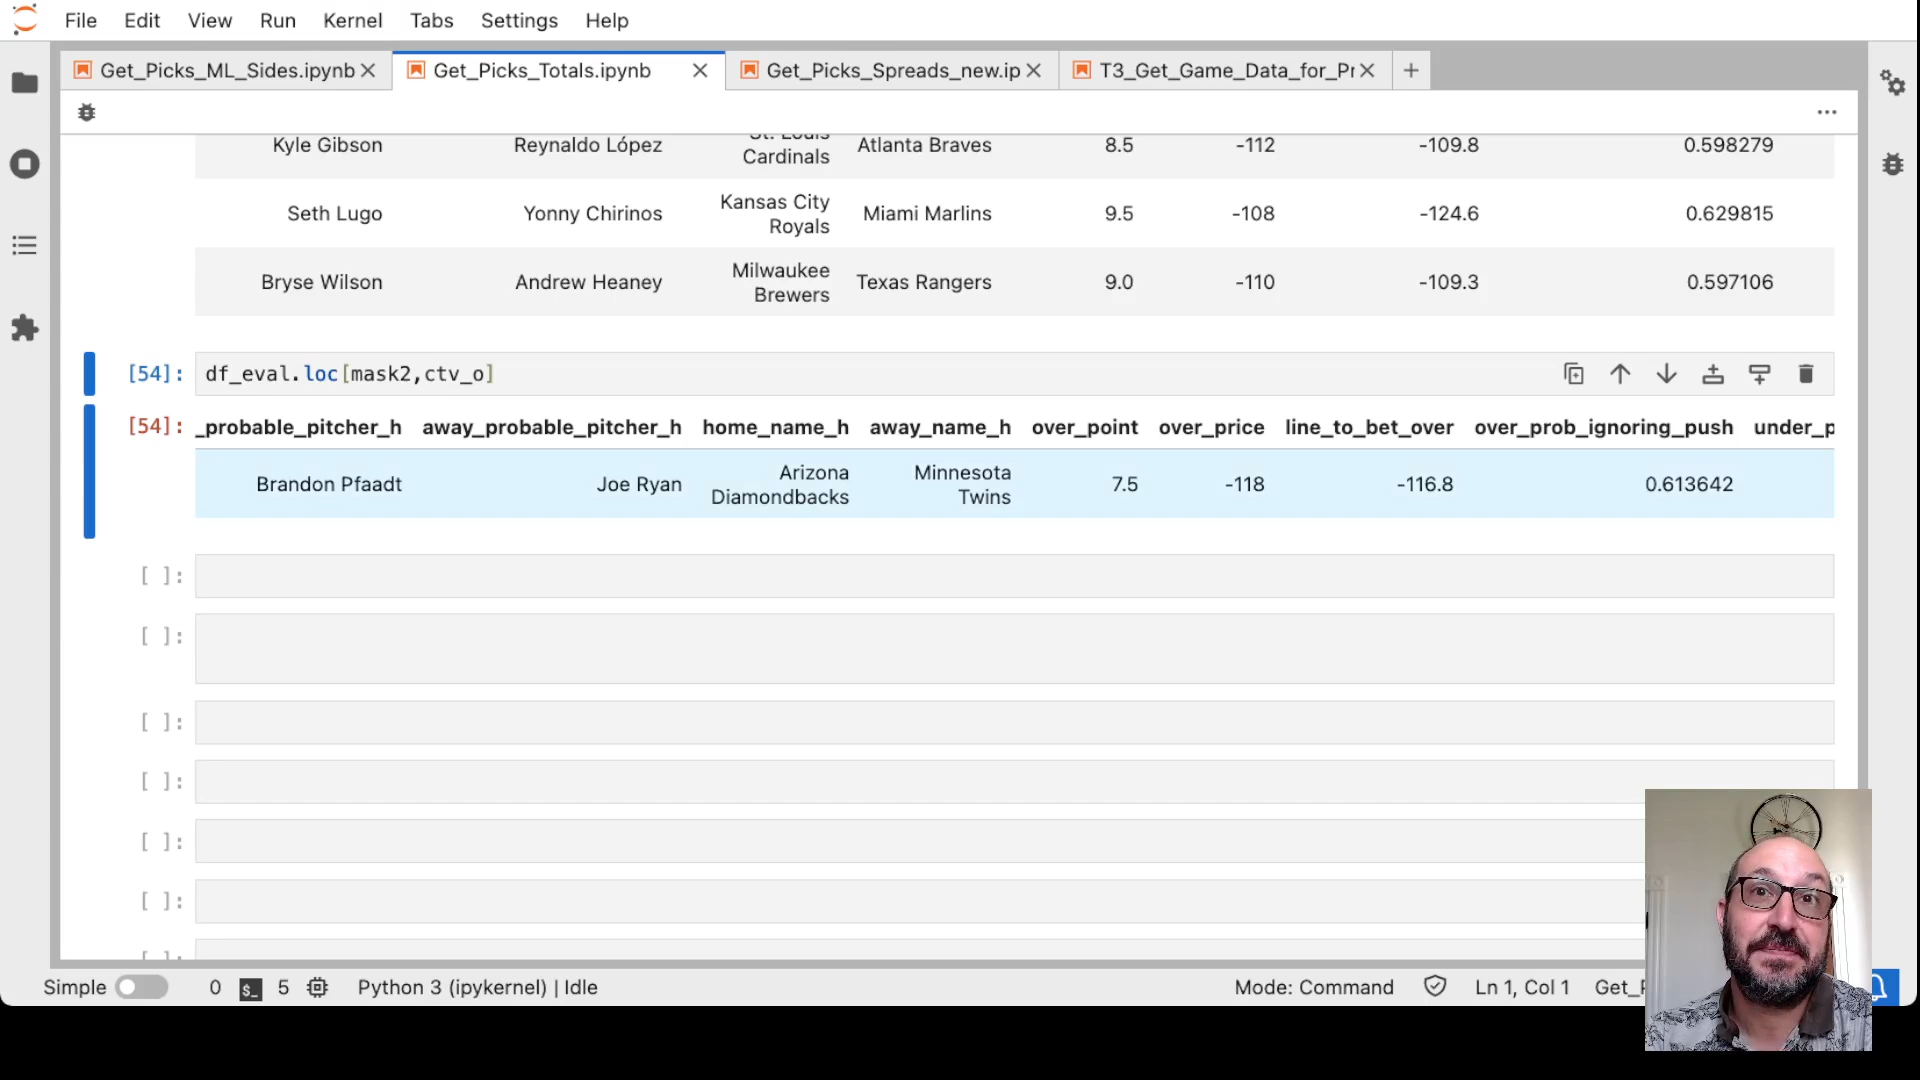 File Edit View Run Kernel Tabs Settings Help
Get_Picks_ML_Sides.ipynb Get_Picks_Totals.ipynb Get_Picks_Spreads_new.ip T3_Get_Game_Data_for_Pr
Kyle Gibson Reynaldo López St. Louis Cardinals Atlanta Braves 8.5 -112 -109.8 0.598279
Seth Lugo Yonny Chirinos Kansas City Royals Miami Marlins 9.5 -108 -124.6 0.629815
Bryse Wilson Andrew Heaney Milwaukee Brewers Texas Rangers 9.0 -110 -109.3 0.597106
[54]: df_eval.loc[mask2,ctv_o]
[54]: _probable_pitcher_h away_probable_pitcher_h home_name_h away_name_h over_point over_price line_to_bet_over over_prob_ignoring_push under_p
Brandon Pfaadt Joe Ryan Arizona Diamondbacks Minnesota Twins 7.5 -118 -116.8 0.613642
[ ]:
[ ]:
[ ]:
[ ]:
[ ]:
[ ]:
[ ]:
Simple 0 $_ 5 Python 3 (ipykernel) | Idle Mode: Command Ln 1, Col 1 Get_P